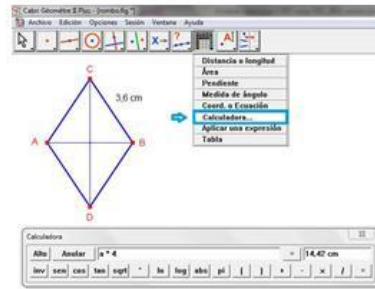 Cabri Géomètre II Plus - [rombo.fig *]
Archivo Edición Opciones Sesión Ventana Ayuda
Distancia o longitud
Área
Pendiente
Medida de ángulo
Coord. o Ecuación
Calculadora...
Aplicar una expresión
Tabla
C
3,6 cm
A
B
D
Calculadora
Alto Anular a * 4 = 14,42 cm
inv sen cos tan sqrt ^ ln log abs pi ( ) + - x / =